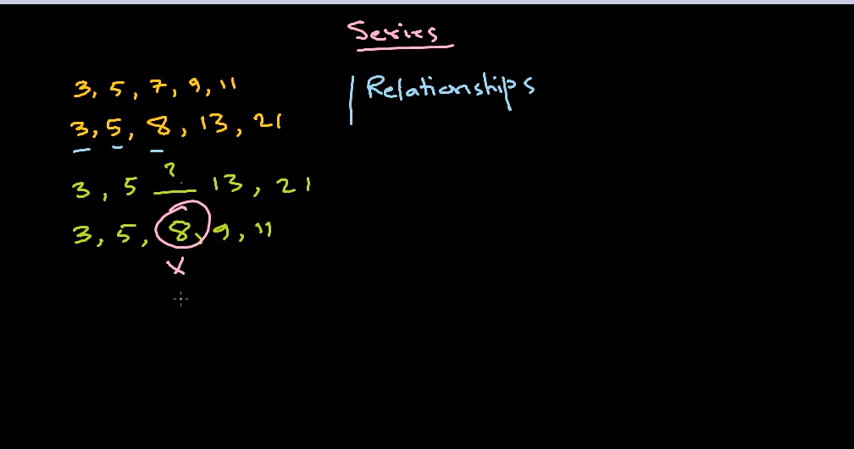 Series
3, 5, 7, 9, 11
Relationships
3, 5, 8, 13, 21
3, 5 ? 13, 21
3, 5, 8, 9, 11
x